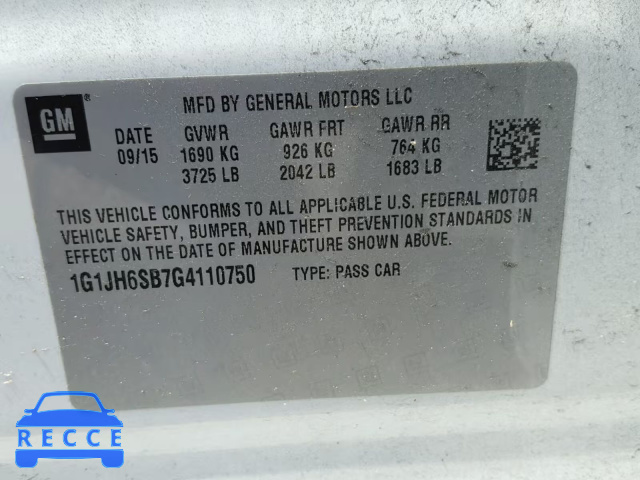 GM ®
MFD BY GENERAL MOTORS LLC
DATE GVWR GAWR FRT GAWR RR
09/15 1690 KG 926 KG 764 KG
3725 LB 2042 LB 1683 LB
THIS VEHICLE CONFORMS TO ALL APPLICABLE U.S. FEDERAL MOTOR
VEHICLE SAFETY, BUMPER, AND THEFT PREVENTION STANDARDS IN
EFFECT ON THE DATE OF MANUFACTURE SHOWN ABOVE.
1G1JH6SB7G4110750 TYPE: PASS CAR
RECCE